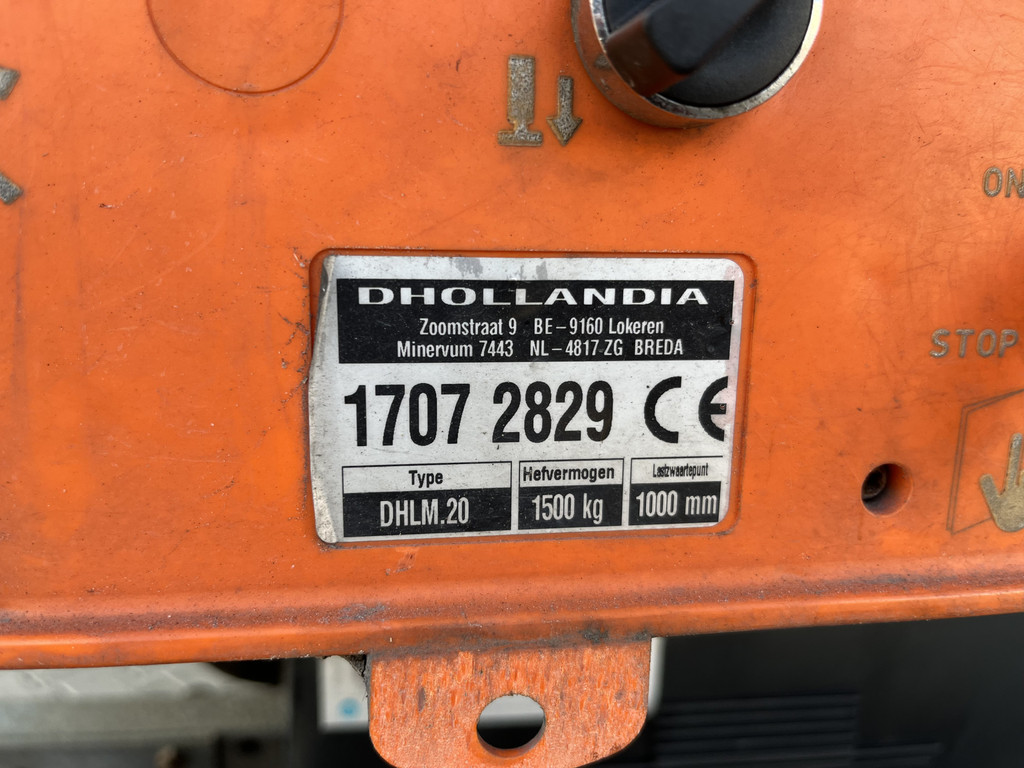 ON
STOP
DHOLLANDIA
Zoomstraat 9 BE-9160 Lokeren
Minervum 7443 NL-4817 ZG BREDA
1707 2829 CE
Type Hefvermogen Lastzwaartepunt
DHLM.20 1500 kg 1000 mm